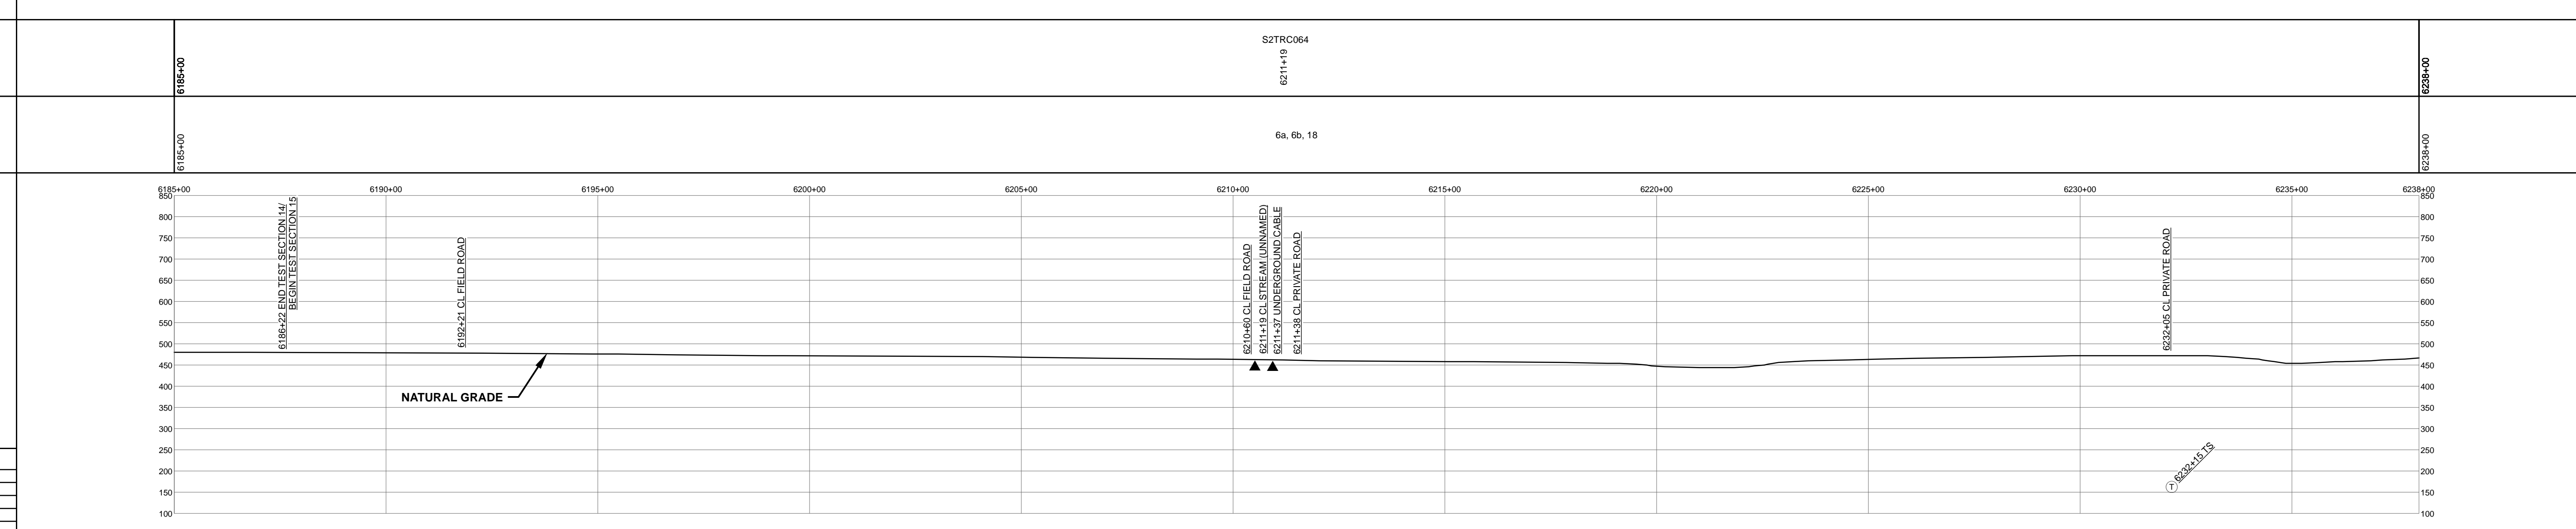 S2TRC064
6185+00
6211+19
6238+00
6185+00
6a, 6b, 18
6238+00
6185+00 6190+00 6195+00 6200+00 6205+00 6210+00 6215+00 6220+00 6225+00 6230+00 6235+00 6238+00
850 850
800 800
750 750
700 700
650 650
600 600
550 550
500 500
450 450
400 400
350 350
300 300
250 250
200 200
150 150
100 100
6186+22 END TEST SECTION 14/
BEGIN TEST SECTION 15
6192+21 CL FIELD ROAD
6210+60 CL FIELD ROAD
6211+19 CL STREAM (UNNAMED)
6211+37 UNDERGROUND CABLE
6211+38 CL PRIVATE ROAD
6232+05 CL PRIVATE ROAD
NATURAL GRADE
T 6232+15 TS